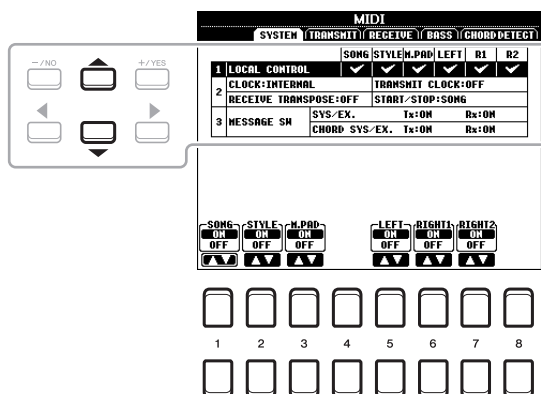 MIDI
SYSTEM TRANSMIT RECEIVE BASS CHORD DETECT
SONG STYLE M.PAD LEFT R1 R2
-/NO +/YES
1 LOCAL CONTROL
2 CLOCK:INTERNAL TRANSMIT CLOCK:OFF
RECEIVE TRANSPOSE:OFF START/STOP:SONG
3 MESSAGE SW SYS/EX. Tx:ON Rx:ON
CHORD SYS/EX. Tx:ON Rx:ON
SONG STYLE M.PAD LEFT RIGHT1 RIGHT2
ON ON ON ON ON ON
OFF OFF OFF OFF OFF OFF
1 2 3 4 5 6 7 8